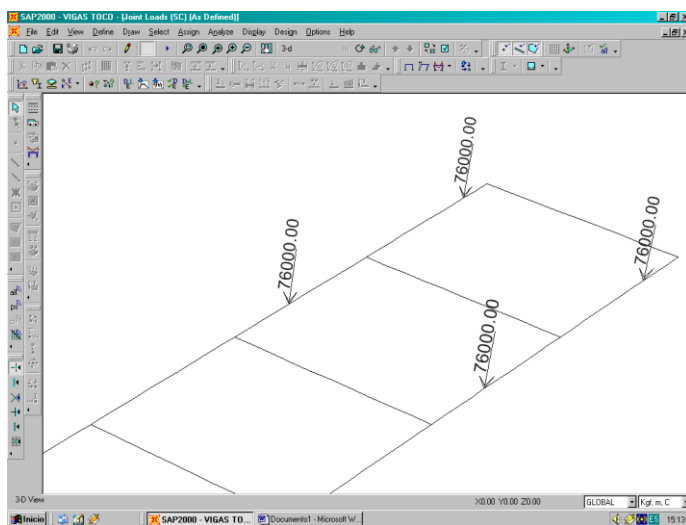 SAP2000 - VIGAS TOCO - [Joint Loads (SC) (As Defined)]
File Edit View Define Draw Select Assign Analyze Display Design Options Help
3-d
76000.00
76000.00
76000.00
76000.00
all
3-D View
X0.00 Y0.00 Z0.00
GLOBAL
Kgf, m, C
Inicio
SAP2000 - VIGAS TO...
Documento1 - Microsoft W...
ES
15:13